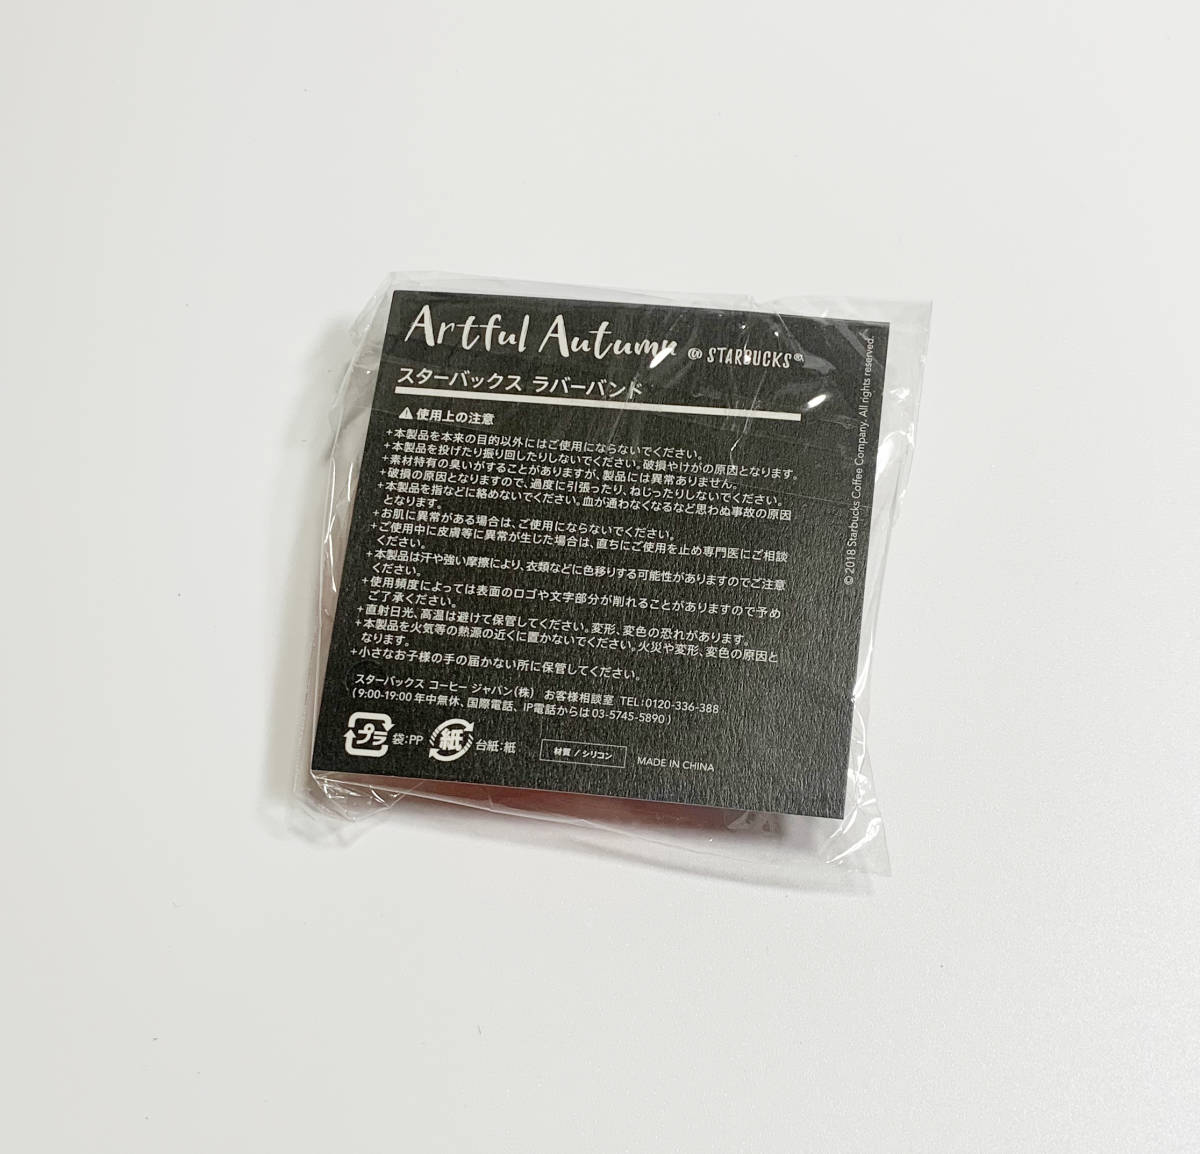 Artful Autumn @ STARBUCKS®
スターバックス ラバーバンド
⚠使用上の注意
+本製品を本来の目的以外にはご使用にならないでください。
+本製品を投げたり振り回したりしないでください。破損やけがの原因となります。
+素材特有の臭いがすることがありますが、製品には異常ありません。
+破損の原因となりますので、過度に引張ったり、ねじったりしないでください。
+本製品を指などに絡めないでください。血が通わなくなるなど思わぬ事故の原因
となります。
+お肌に異常がある場合は、ご使用にならないでください。
+ご使用中に皮膚等に異常が生じた場合は、直ちにご使用を止め専門医にご相談
ください。
+本製品は汗や強い摩擦により、衣類などに色移りする可能性がありますのでご注意
ください。
+使用頻度によっては表面のロゴや文字部分が削れることがありますので予め
ご了承ください。
+直射日光、高温は避けて保管してください。変形、変色の恐れがあります。
+本製品を火気等の熱源の近くに置かないでください。火災や変形、変色の原因と
なります。
+小さなお子様の手の届かない所に保管してください。
スターバックス コーヒー ジャパン(株) お客様相談室 TEL:0120-336-388
(9:00-19:00 年中無休、国際電話、IP電話からは 03-5745-5890)
プラ 袋:PP 紙 台紙:紙 材質 / シリコン MADE IN CHINA
© 2018 Starbucks Coffee Company. All rights reserved.